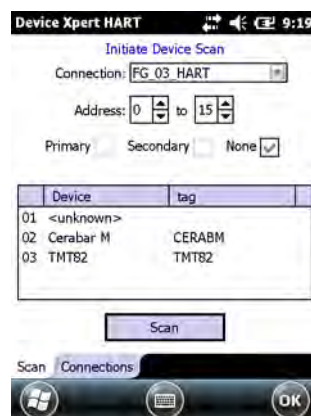 Device Xpert HART 9:19
Initiate Device Scan
Connection: FG_03_HART
Address: 0 to 15
Primary Secondary None
Device tag
01 <unknown>
02 Cerabar M CERABM
03 TMT82 TMT82
Scan
Scan Connections
OK